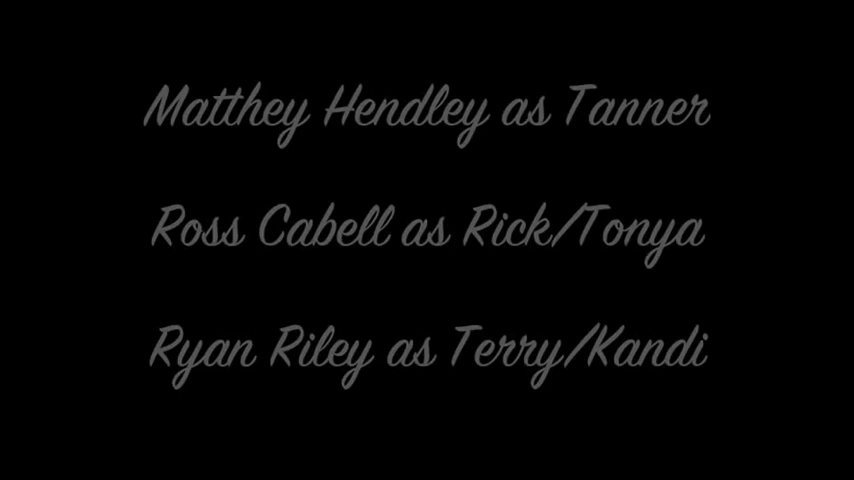 Matthey Hendley as Tanner
Ross Cabell as Rick/Tonya
Ryan Riley as Terry/Kandi